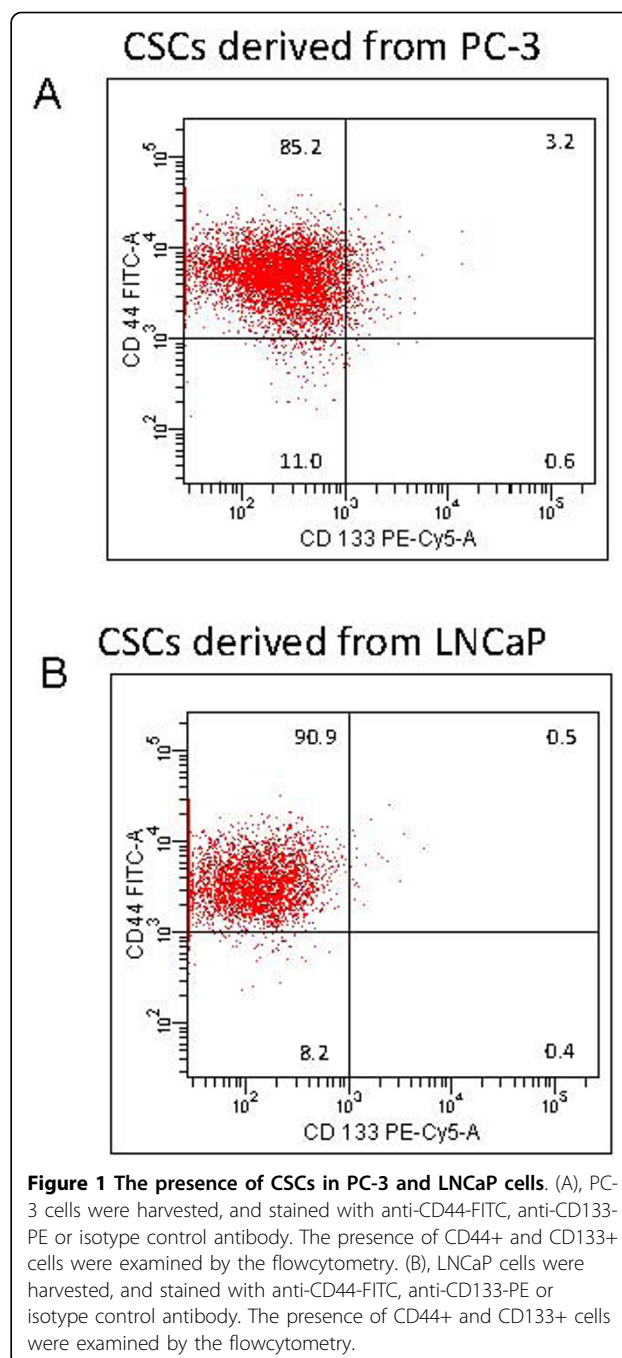 CSCs derived from PC-3
A
85.2
3.2
10^5
10^4
10^3
10^2
CD 44 FITC-A
11.0
0.6
10^2 10^3 10^4 10^5
CD 133 PE-Cy5-A
CSCs derived from LNCaP
B
90.9
0.5
10^5
10^4
10^3
10^2
CD44 FITC-A
8.2
0.4
10^2 10^3 10^4 10^5
CD 133 PE-Cy5-A
Figure 1 The presence of CSCs in PC-3 and LNCaP cells. (A), PC-
3 cells were harvested, and stained with anti-CD44-FITC, anti-CD133-
PE or isotype control antibody. The presence of CD44+ and CD133+
cells were examined by the flowcytometry. (B), LNCaP cells were
harvested, and stained with anti-CD44-FITC, anti-CD133-PE or
isotype control antibody. The presence of CD44+ and CD133+ cells
were examined by the flowcytometry.